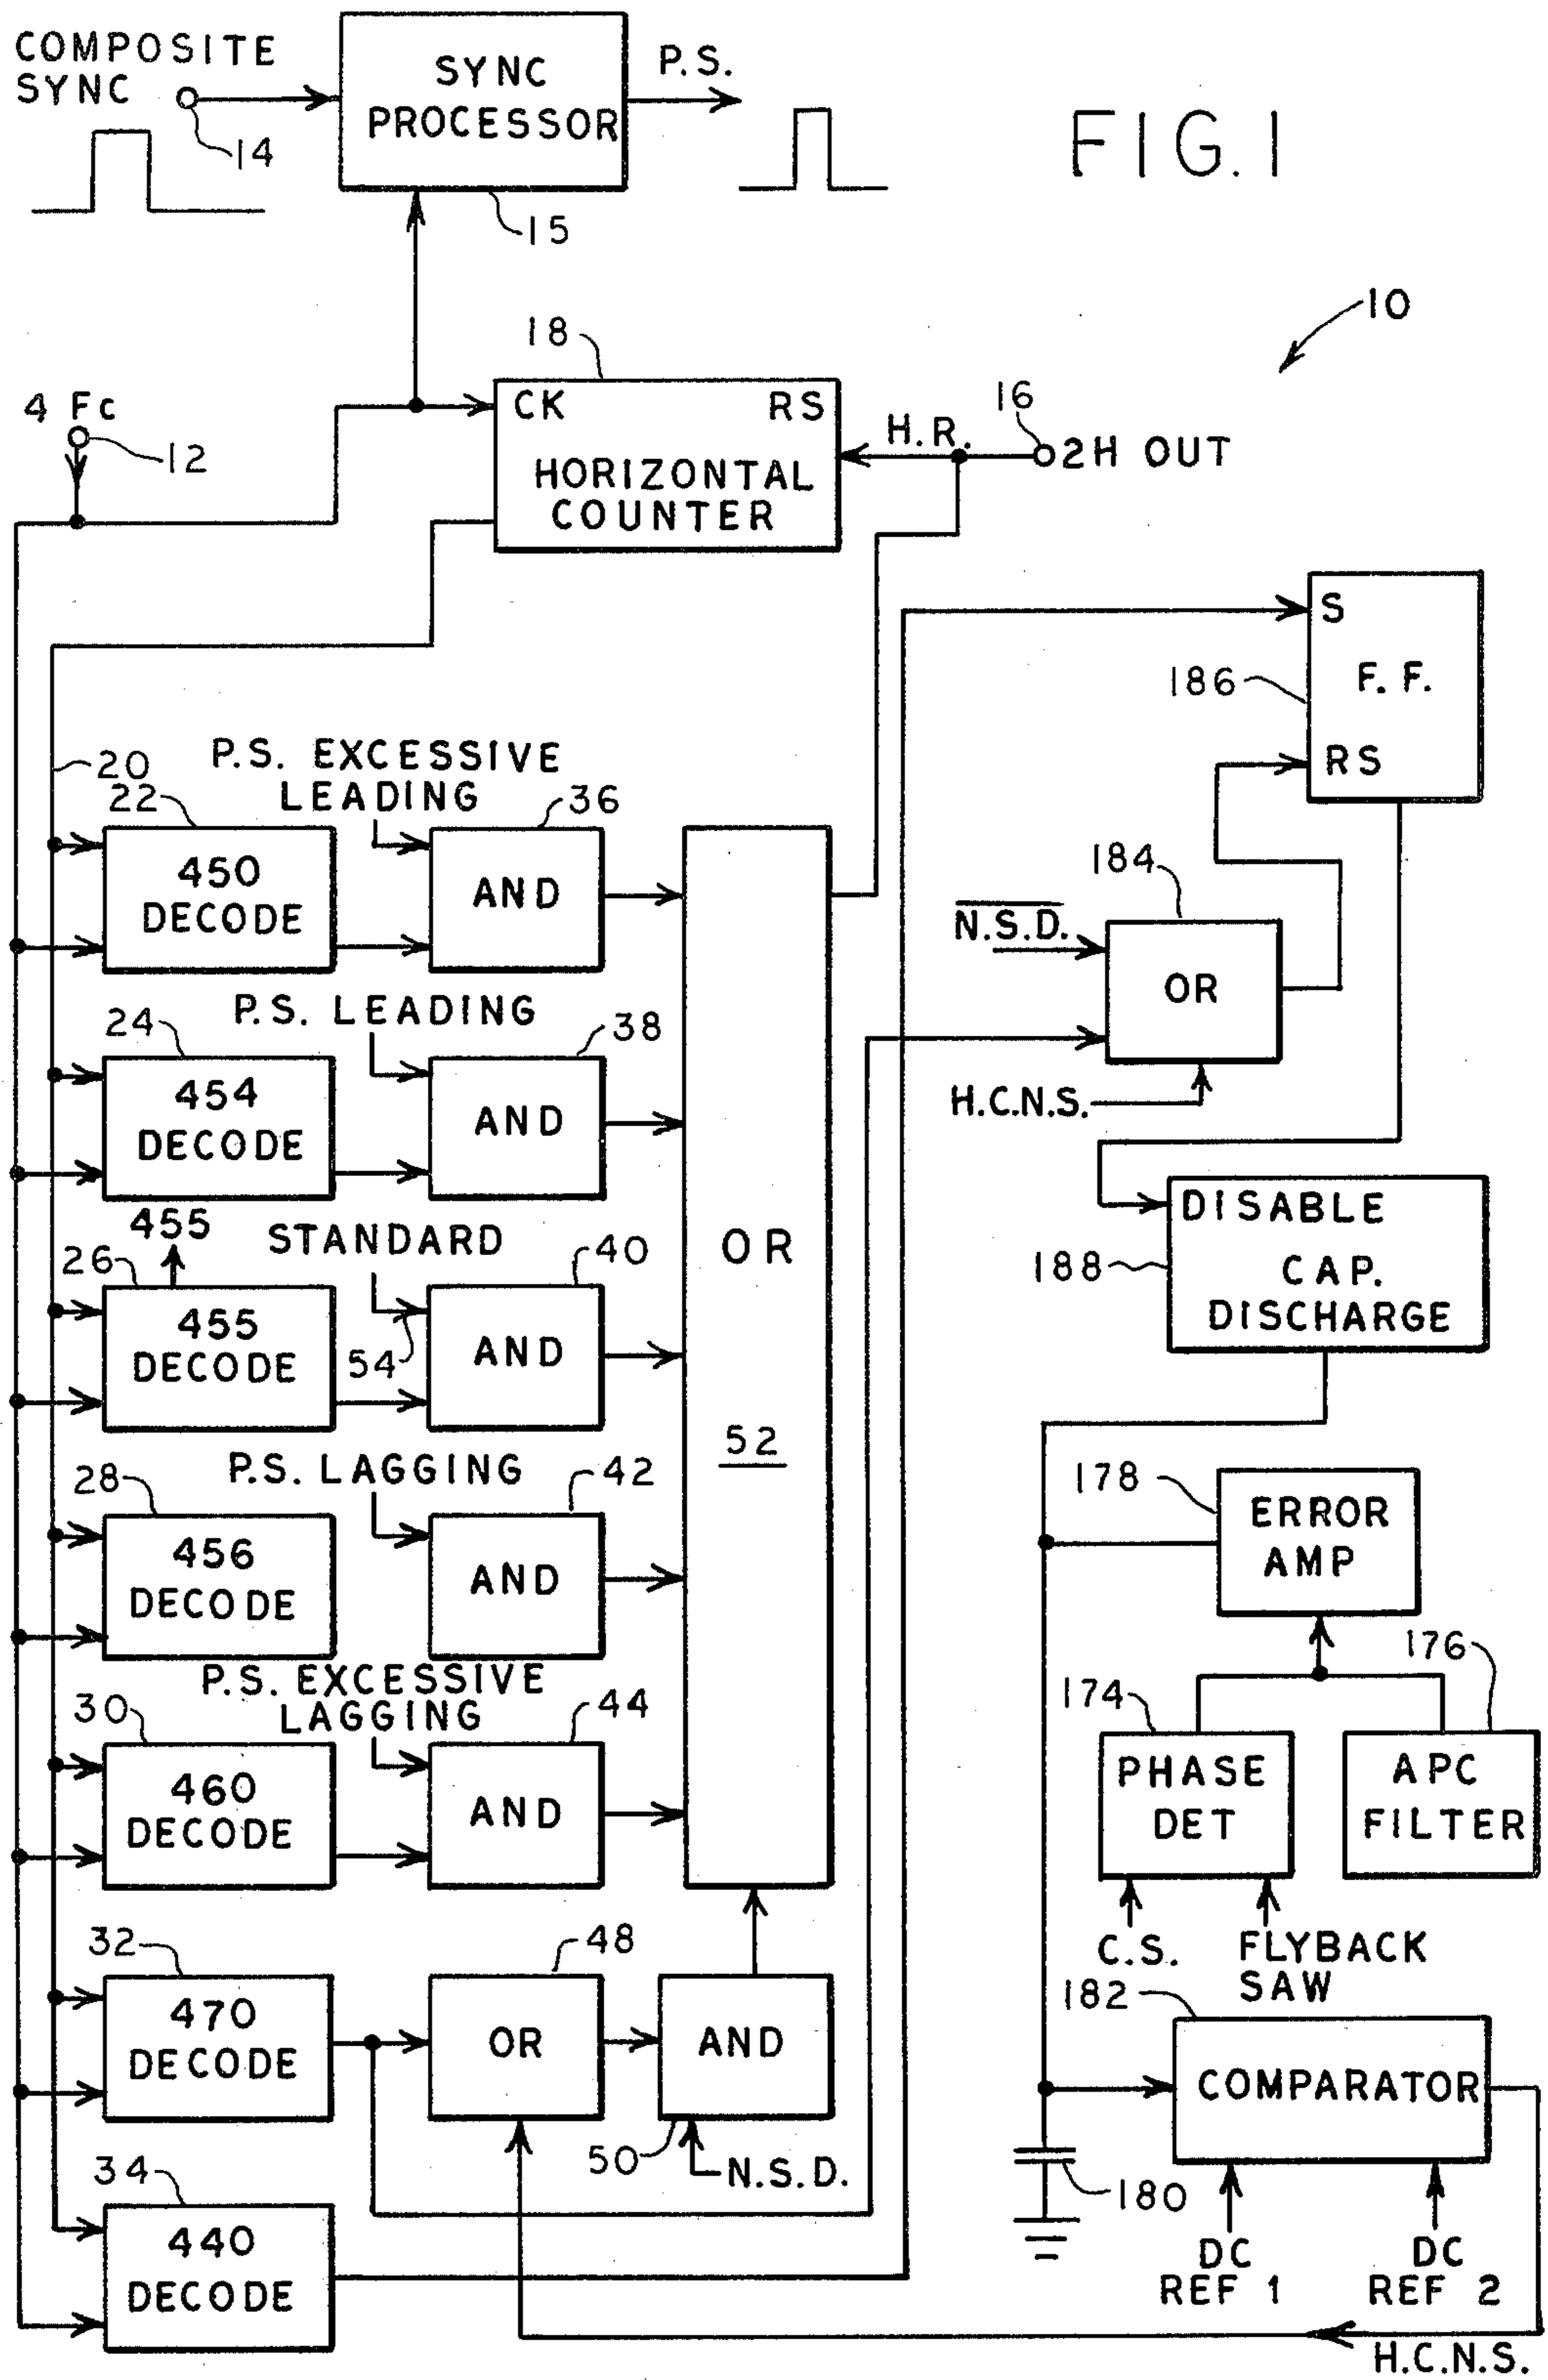 COMPOSITE
SYNC
14
SYNC
PROCESSOR
P.S.
15
FIG. 1
10
4 Fc
12
18
CK
RS
HORIZONTAL
COUNTER
H.R.
16
2H OUT
S
F. F.
RS
186
20
P.S. EXCESSIVE
LEADING
22
450
DECODE
36
AND
184
N.S.D.
OR
H.C.N.S.
P.S. LEADING
24
454
DECODE
38
AND
455
STANDARD
26
455
DECODE
54
40
AND
OR
52
DISABLE
CAP.
DISCHARGE
188
P.S. LAGGING
28
456
DECODE
42
AND
178
ERROR
AMP
P.S. EXCESSIVE
LAGGING
30
460
DECODE
44
AND
174
PHASE
DET
176
APC
FILTER
C.S.
FLYBACK
SAW
32
470
DECODE
48
OR
AND
50
N.S.D.
182
COMPARATOR
180
DC
REF 1
DC
REF 2
34
440
DECODE
H.C.N.S.